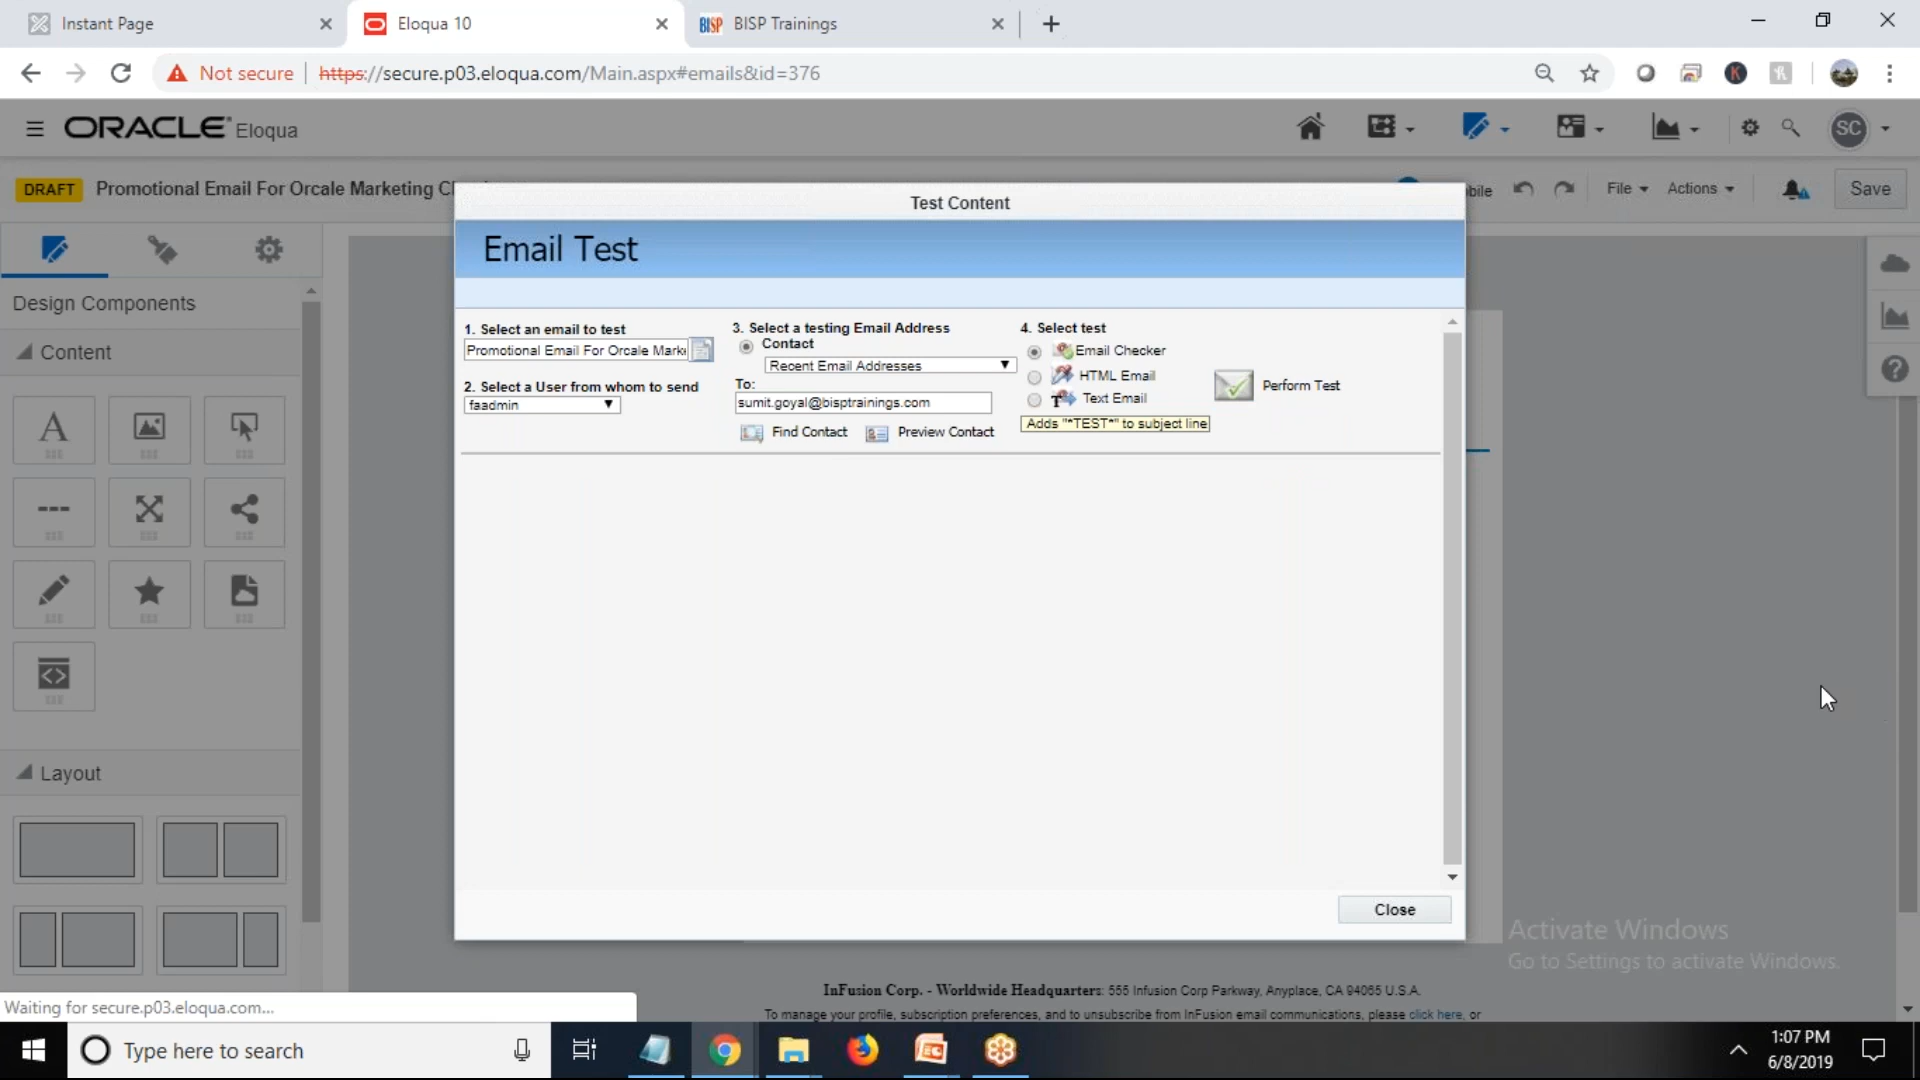 Instant Page
Eloqua 10
BISP BISP Trainings
Not secure https://secure.p03.eloqua.com/Main.aspx#emails&id=376
ORACLE Eloqua
SC
DRAFT Promotional Email For Orcale Marketing
File Actions Save
Test Content
Email Test
Design Components
Content
1. Select an email to test
Promotional Email For Orcale Mark
2. Select a User from whom to send
faadmin
3. Select a testing Email Address
Contact
Recent Email Addresses
To:
sumit.goyal@bisptrainings.com
Find Contact Preview Contact
4. Select test
Email Checker
HTML Email
Text Email
Adds "*TEST*" to subject line
Perform Test
Layout
Close
Activate Windows
Go to Settings to activate Windows.
InFusion Corp. - Worldwide Headquarters: 555 Infusion Corp Parkway, Anyplace, CA 94065 U.S.A.
To manage your profile, subscription preferences, and to unsubscribe from InFusion email communications, please click here, or
Waiting for secure.p03.eloqua.com...
Type here to search
1:07 PM
6/8/2019